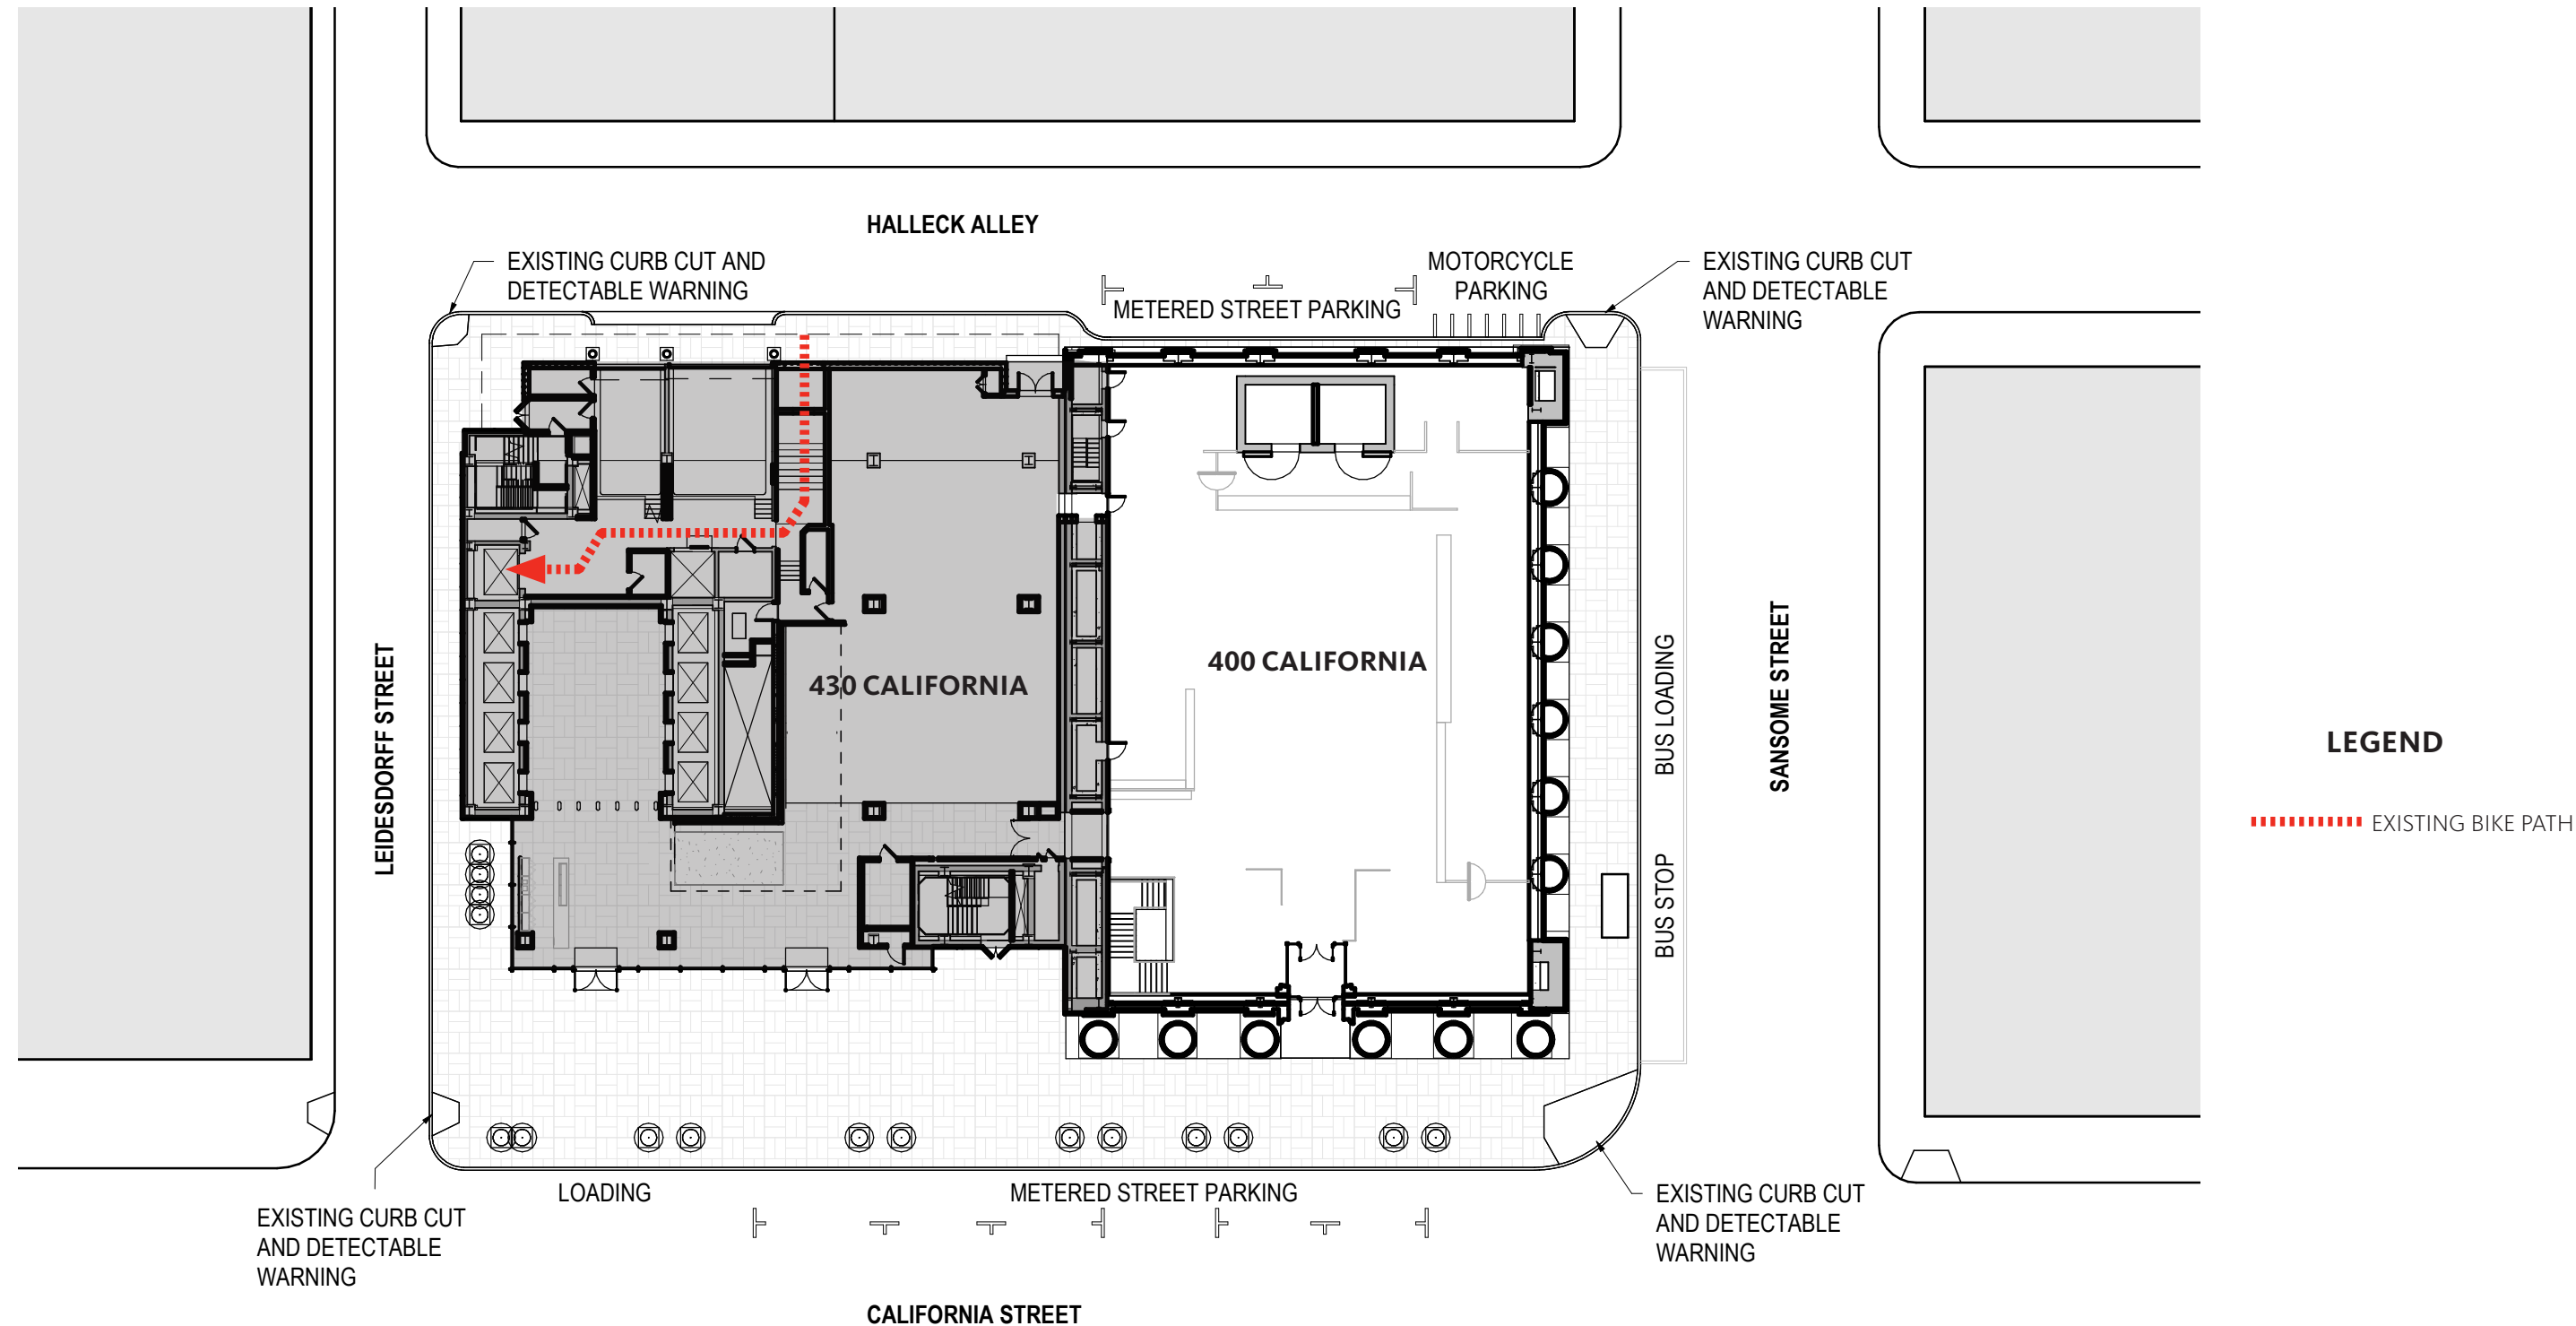 HALLECK ALLEY
EXISTING CURB CUT AND
DETECTABLE WARNING
METERED STREET PARKING
MOTORCYCLE
PARKING
EXISTING CURB CUT
AND DETECTABLE
WARNING
LEIDESDORFF STREET
430 CALIFORNIA
400 CALIFORNIA
BUS LOADING
BUS STOP
SANSOME STREET
LEGEND
EXISTING BIKE PATH
LOADING
METERED STREET PARKING
EXISTING CURB CUT
AND DETECTABLE
WARNING
EXISTING CURB CUT
AND DETECTABLE
WARNING
CALIFORNIA STREET